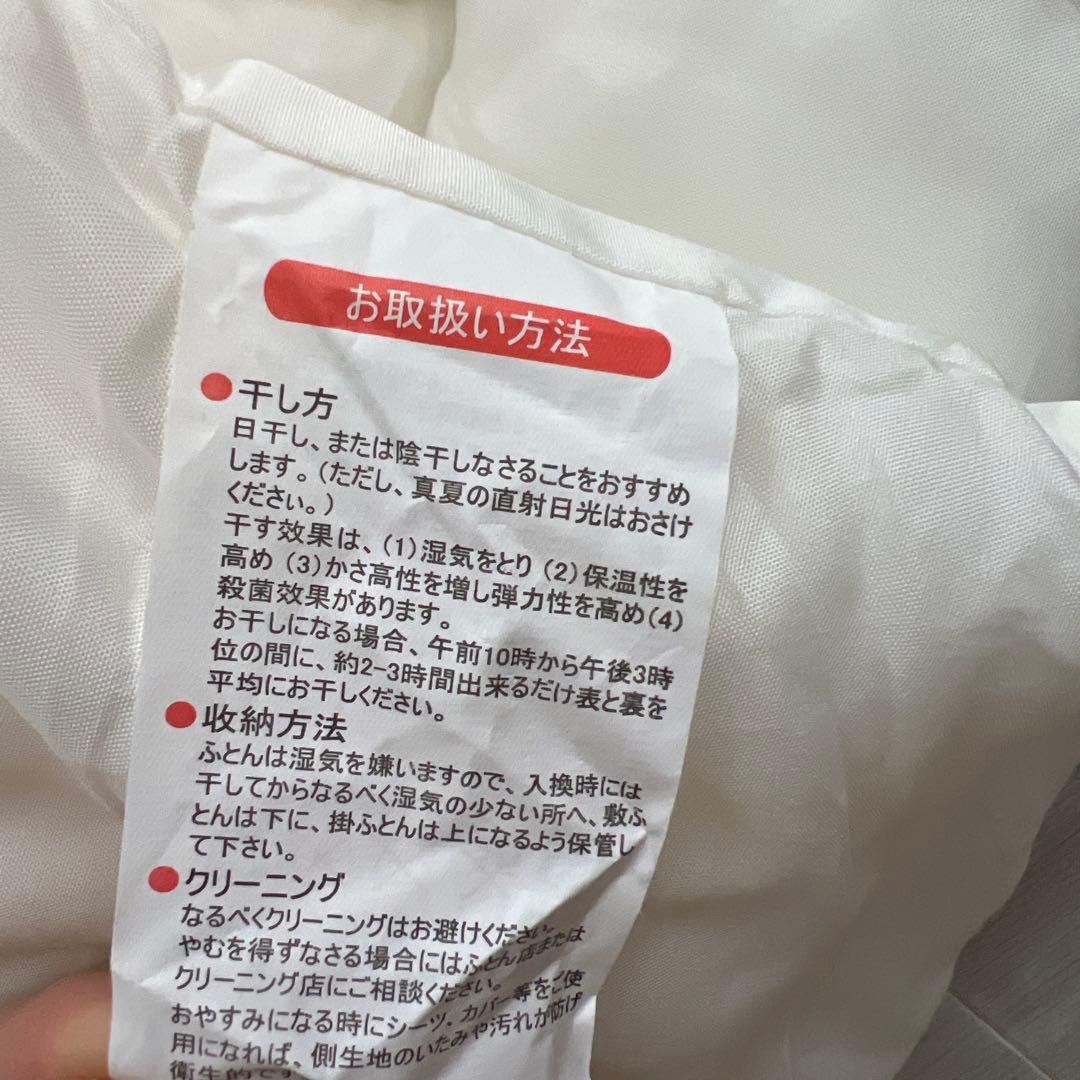 お取扱い方法
●干し方
日干し、または陰干しなさることをおすすめ
します。(ただし、真夏の直射日光はおさけ
ください。)
干す効果は、(1)湿気をとり (2)保温性を
高め (3)かさ高性を増し弾力性を高め(4)
殺菌効果があります。
お干しになる場合、午前10時から午後3時
位の間に、約2-3時間出来るだけ表と裏を
平均にお干しください。
●収納方法
ふとんは湿気を嫌いますので、入換時には
干してからなるべく湿気の少ない所へ、敷ふ
とんは下に、掛ふとんは上になるよう保管し
て下さい。
●クリーニング
なるべくクリーニングはお避けください。
やむを得ずなさる場合にはふとん店または
クリーニング店にご相談ください。
おやすみになる時にシーツ、カバー等をご使
用になれば、側生地のいたみや汚れが防げ
衛生的です